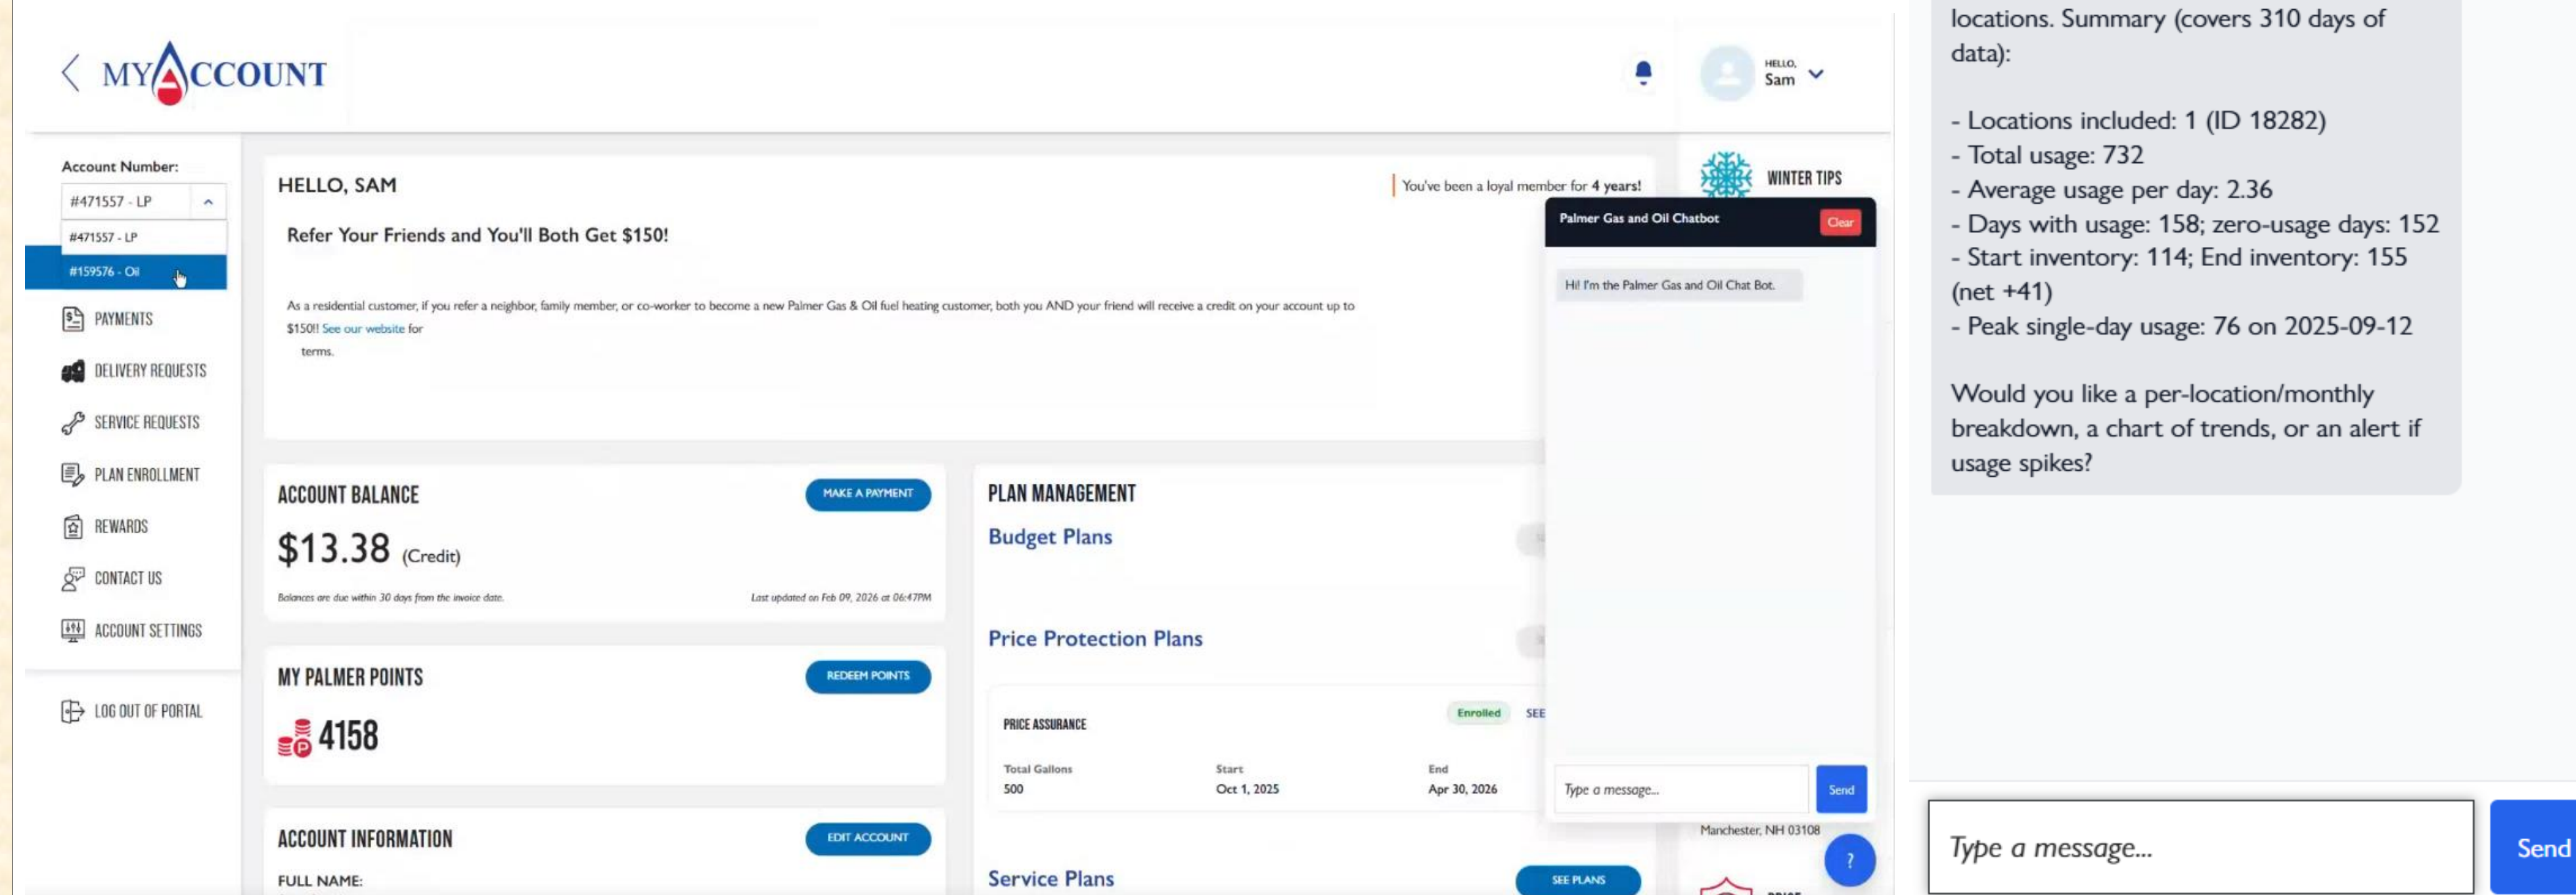 MYACCOUNT
HELLO,
Sam
Account Number:
#471557 - LP
#471557 - LP
#159576 - Oil
PAYMENTS
DELIVERY REQUESTS
SERVICE REQUESTS
PLAN ENROLLMENT
REWARDS
CONTACT US
ACCOUNT SETTINGS
LOG OUT OF PORTAL
HELLO, SAM
You've been a loyal member for 4 years!
Refer Your Friends and You'll Both Get $150!
As a residential customer, if you refer a neighbor, family member, or co-worker to become a new Palmer Gas & Oil fuel heating customer, both you AND your friend will receive a credit on your account up to
$150!! See our website for
terms.
ACCOUNT BALANCE
MAKE A PAYMENT
$13.38 (Credit)
Balances are due within 30 days from the invoice date.
Last updated on Feb 09, 2026 at 06:47PM
MY PALMER POINTS
REDEEM POINTS
4158
ACCOUNT INFORMATION
EDIT ACCOUNT
FULL NAME:
PLAN MANAGEMENT
Budget Plans
Price Protection Plans
PRICE ASSURANCE
Enrolled
SEE
Total Gallons
Start
End
500
Oct 1, 2025
Apr 30, 2026
Service Plans
SEE PLANS
WINTER TIPS
Palmer Gas and Oil Chatbot
Clear
Hi! I'm the Palmer Gas and Oil Chat Bot.
Type a message...
Send
Manchester, NH 03108
?
locations. Summary (covers 310 days of
data):
- Locations included: 1 (ID 18282)
- Total usage: 732
- Average usage per day: 2.36
- Days with usage: 158; zero-usage days: 152
- Start inventory: 114; End inventory: 155
(net +41)
- Peak single-day usage: 76 on 2025-09-12
Would you like a per-location/monthly
breakdown, a chart of trends, or an alert if
usage spikes?
Type a message...
Send